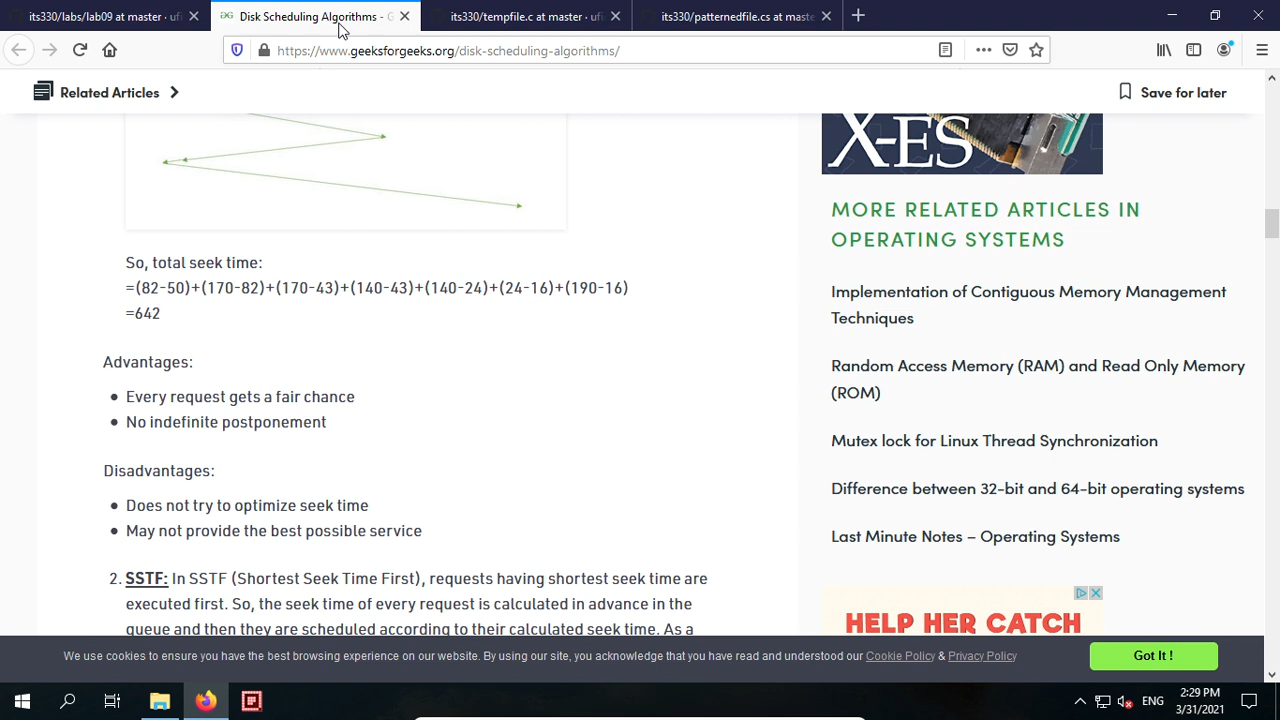 its330/labs/lab09 at master · ufi
Disk Scheduling Algorithms - G
its330/tempfile.c at master · ufi
its330/patternedfile.cs at maste
https://www.geeksforgeeks.org/disk-scheduling-algorithms/
Related Articles
Save for later
So, total seek time:
=(82-50)+(170-82)+(170-43)+(140-43)+(140-24)+(24-16)+(190-16)
=642
Advantages:
Every request gets a fair chance
No indefinite postponement
Disadvantages:
Does not try to optimize seek time
May not provide the best possible service
2. SSTF: In SSTF (Shortest Seek Time First), requests having shortest seek time are
executed first. So, the seek time of every request is calculated in advance in the
queue and then they are scheduled according to their calculated seek time. As a
X-ES
MORE RELATED ARTICLES IN
OPERATING SYSTEMS
Implementation of Contiguous Memory Management
Techniques
Random Access Memory (RAM) and Read Only Memory
(ROM)
Mutex lock for Linux Thread Synchronization
Difference between 32-bit and 64-bit operating systems
Last Minute Notes – Operating Systems
HELP HER CATCH
We use cookies to ensure you have the best browsing experience on our website. By using our site, you acknowledge that you have read and understood our Cookie Policy & Privacy Policy
Got It !
ENG
2:29 PM
3/31/2021